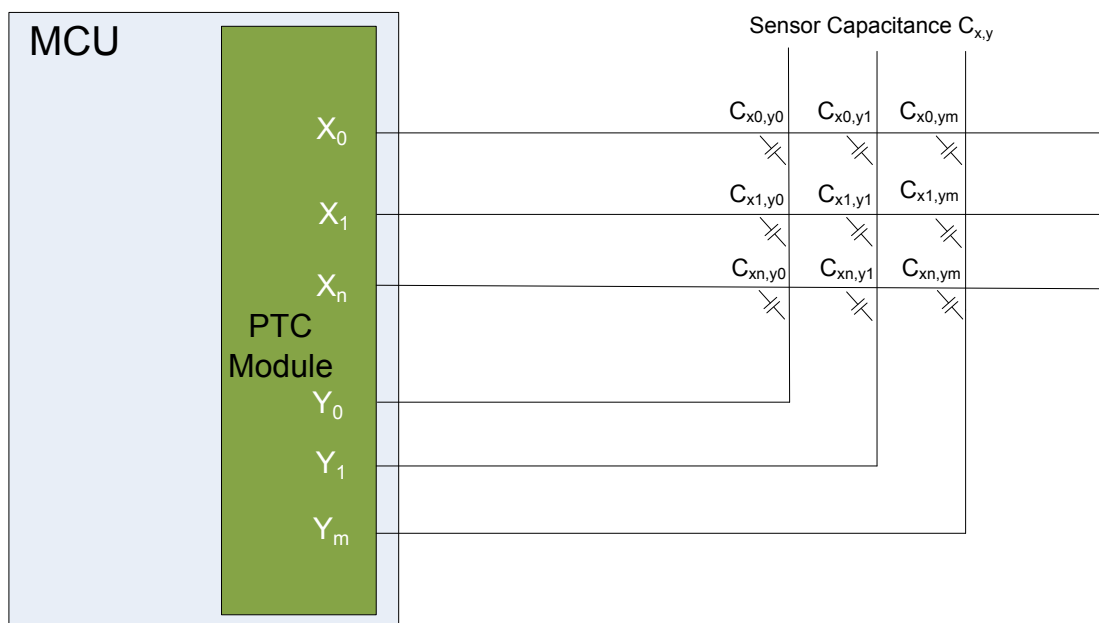 MCU
Sensor Capacitance Cx,y
X0
Cx0,y0 Cx0,y1 Cx0,ym
X1
Cx1,y0 Cx1,y1 Cx1,ym
Xn
Cxn,y0 Cxn,y1 Cxn,ym
PTC
Module
Y0
Y1
Ym